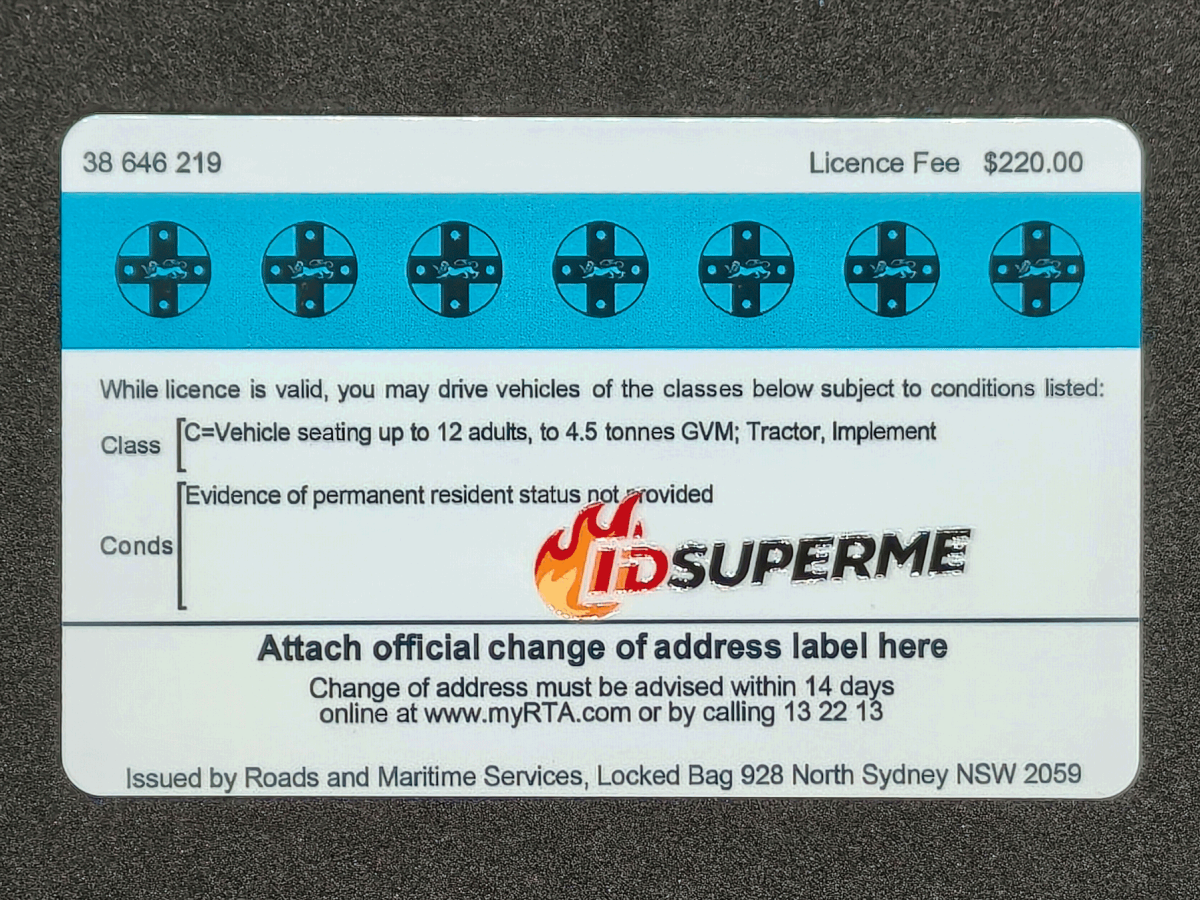 38 646 219 Licence Fee $220.00
While licence is valid, you may drive vehicles of the classes below subject to conditions listed:
Class C=Vehicle seating up to 12 adults, to 4.5 tonnes GVM; Tractor, Implement
Evidence of permanent resident status not provided
Conds
IDSUPERME
Attach official change of address label here
Change of address must be advised within 14 days
online at www.myRTA.com or by calling 13 22 13
Issued by Roads and Maritime Services, Locked Bag 928 North Sydney NSW 2059